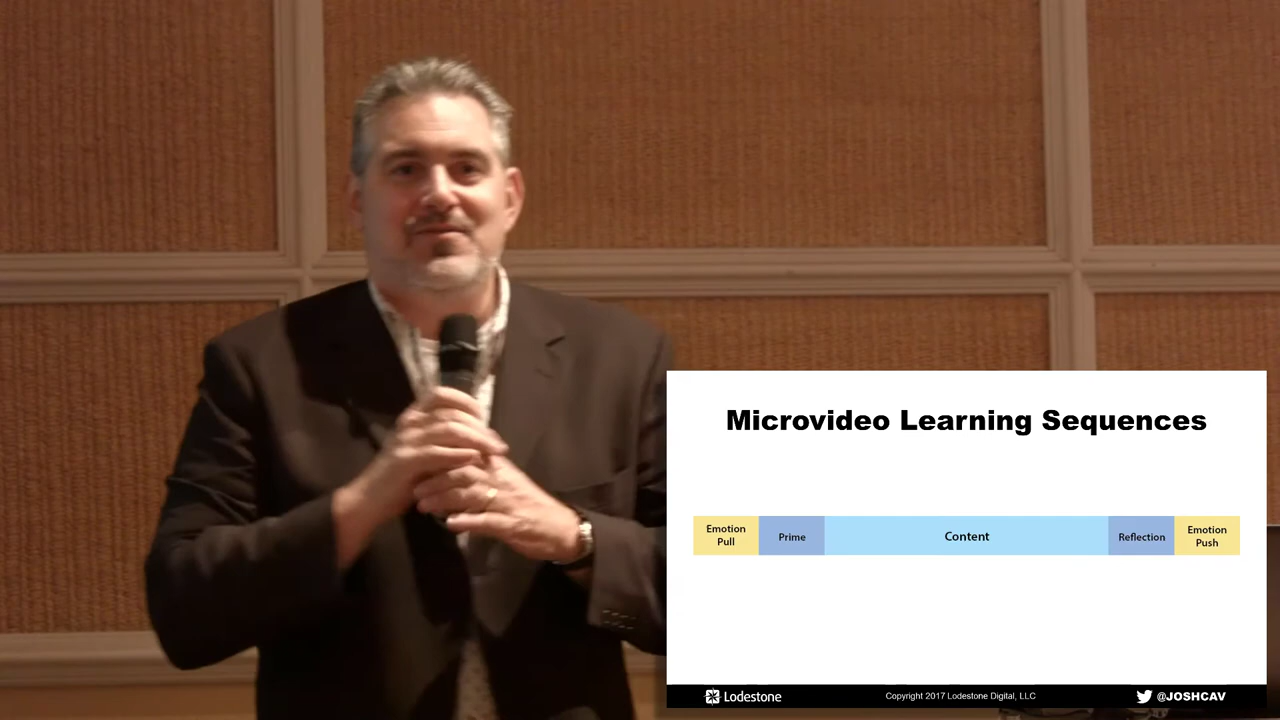 Microvideo Learning Sequences
Emotion
Pull
Prime
Content
Reflection
Emotion
Push
Lodestone
Copyright 2017 Lodestone Digital, LLC
@JOSHCAV